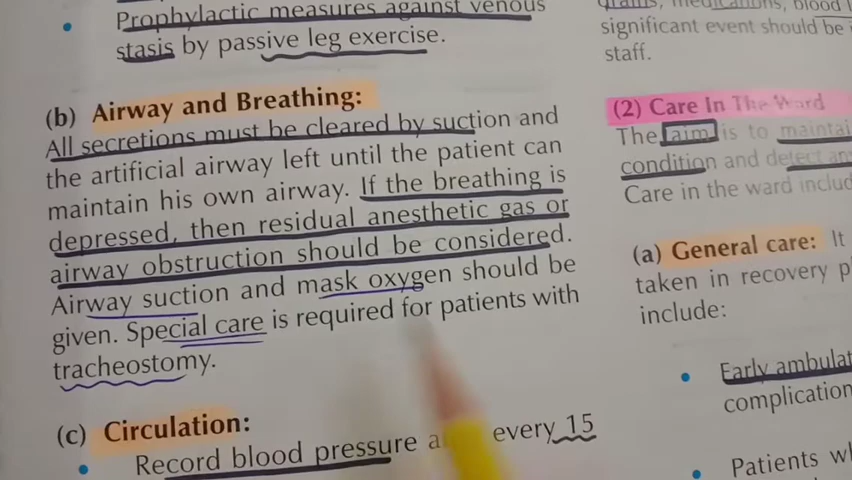 Prophylactic measures against venous
stasis by passive leg exercise.
(b) Airway and Breathing:
All secretions must be cleared by suction and
the artificial airway left until the patient can
maintain his own airway. If the breathing is
depressed, then residual anesthetic gas or
airway obstruction should be considered.
Airway suction and mask oxygen should be
given. Special care is required for patients with
tracheostomy.
(c) Circulation:
Record blood pressure every 15
blood
significant event should be
staff.
(2) Care In The Ward
The aim is to
condition and detect
Care in the ward
(a) General care: It
taken in recovery
include:
Early
Patients